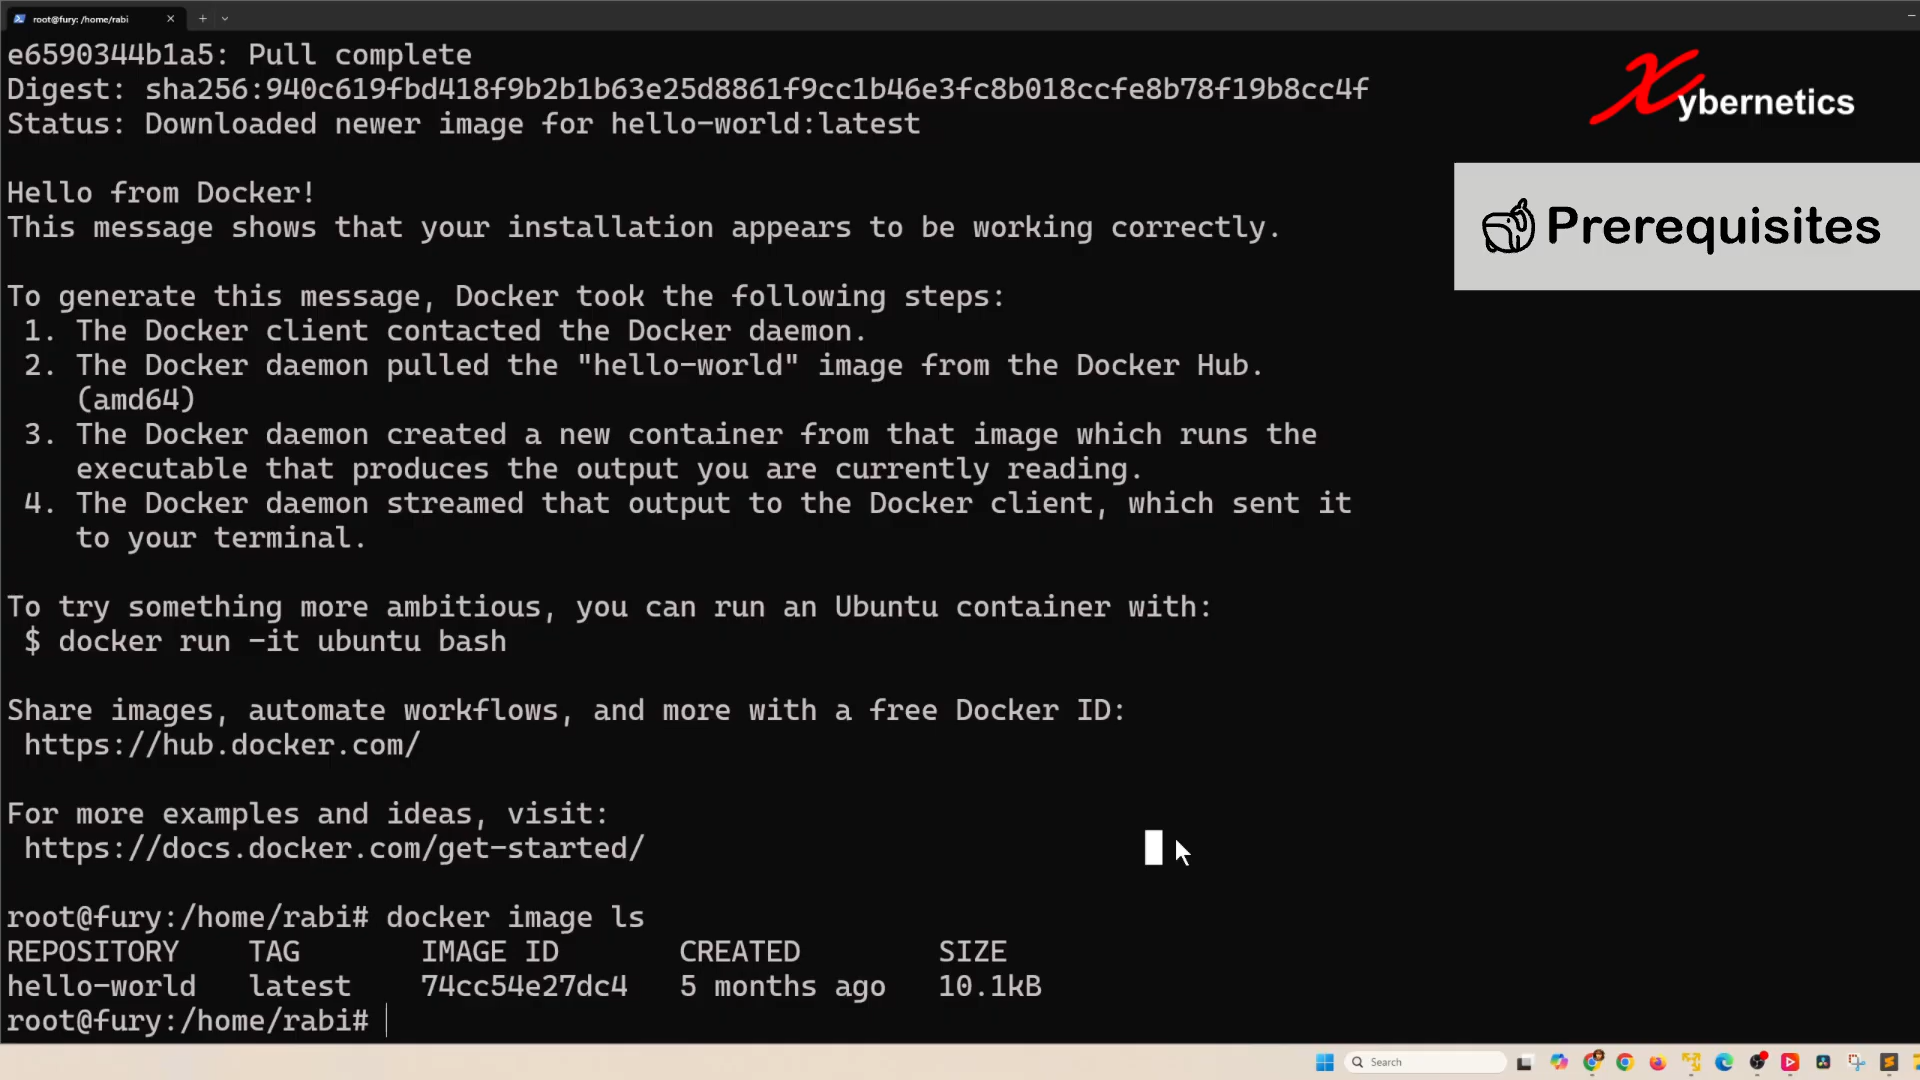 root@fury: /home/rabi
e6590344b1a5: Pull complete
Digest: sha256:940c619fbd418f9b2b1b63e25d8861f9cc1b46e3fc8b018ccfe8b78f19b8cc4f
Status: Downloaded newer image for hello-world:latest
Xybernetics
Prerequisites
Hello from Docker!
This message shows that your installation appears to be working correctly.
To generate this message, Docker took the following steps:
1. The Docker client contacted the Docker daemon.
2. The Docker daemon pulled the "hello-world" image from the Docker Hub.
(amd64)
3. The Docker daemon created a new container from that image which runs the
executable that produces the output you are currently reading.
4. The Docker daemon streamed that output to the Docker client, which sent it
to your terminal.
To try something more ambitious, you can run an Ubuntu container with:
$ docker run -it ubuntu bash
Share images, automate workflows, and more with a free Docker ID:
https://hub.docker.com/
For more examples and ideas, visit:
https://docs.docker.com/get-started/
root@fury:/home/rabi# docker image ls
REPOSITORY TAG IMAGE ID CREATED SIZE
hello-world latest 74cc54e27dc4 5 months ago 10.1kB
root@fury:/home/rabi#
Search